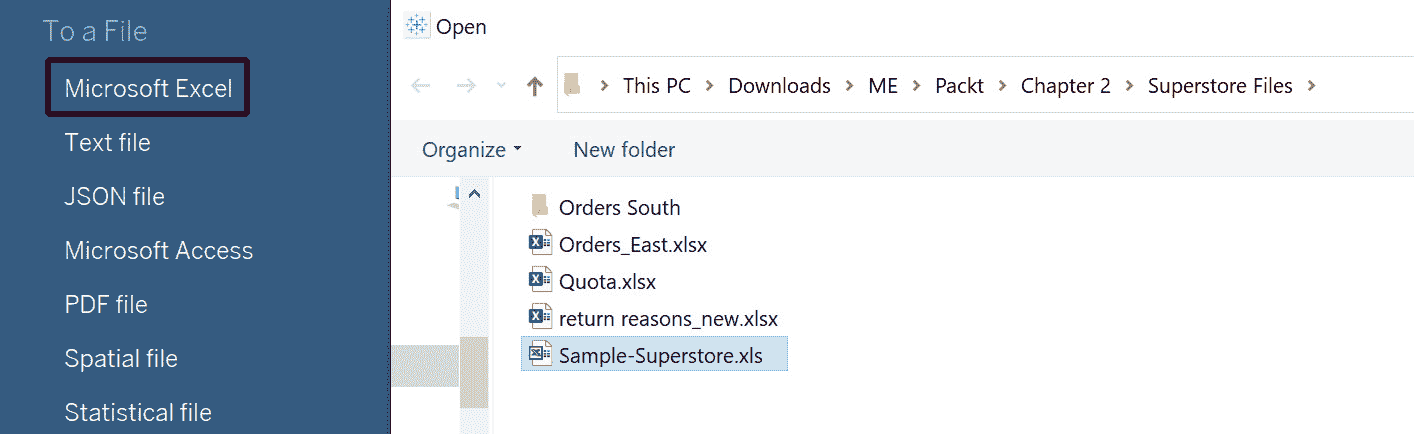 To a File
Microsoft Excel
Text file
JSON file
Microsoft Access
PDF file
Spatial file
Statistical file
Open
This PC > Downloads > ME > Packt > Chapter 2 > Superstore Files >
Organize New folder
Orders South
Orders_East.xlsx
Quota.xlsx
return reasons_new.xlsx
Sample-Superstore.xls